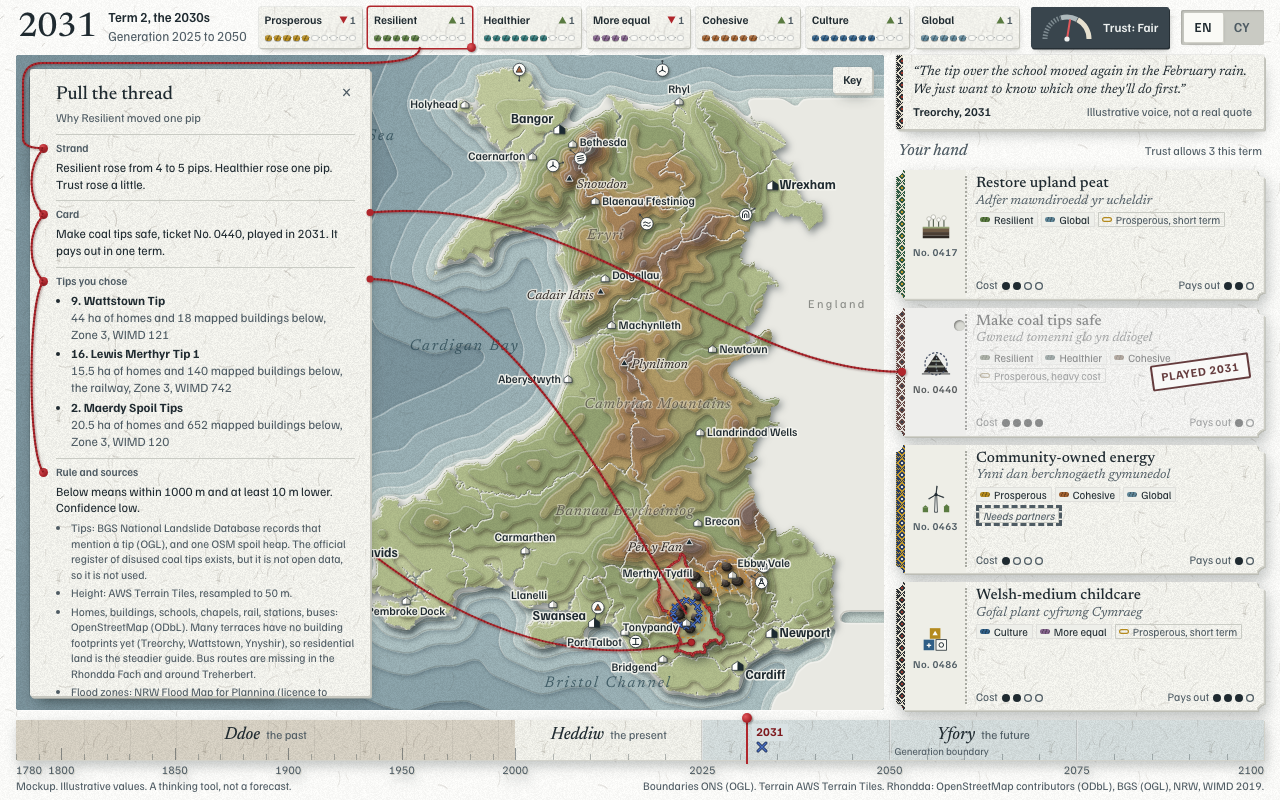 2031
Term 2, the 2030s
Generation 2025 to 2050
Prosperous 1
Resilient 1
Healthier 1
More equal 1
Cohesive 1
Culture 1
Global 1
Trust: Fair
EN CY
Pull the thread ×
Why Resilient moved one pip
Strand
Resilient rose from 4 to 5 pips. Healthier rose one pip.
Trust rose a little.
Card
Make coal tips safe, ticket No. 0440, played in 2031. It
pays out in one term.
Tips you chose
9. Wattstown Tip
44 ha of homes and 18 mapped buildings below,
Zone 3, WIMD 121
16. Lewis Merthyr Tip 1
15.5 ha of homes and 140 mapped buildings below,
the railway, Zone 3, WIMD 742
2. Maerdy Spoil Tips
20.5 ha of homes and 652 mapped buildings below,
Zone 3, WIMD 120
Rule and sources
Below means within 1000 m and at least 10 m lower.
Confidence low.
Tips: BGS National Landslide Database records that
mention a tip (OGL), and one OSM spoil heap. The official
register of disused coal tips exists, but it is not open data,
so it is not used.
Height: AWS Terrain Tiles, resampled to 50 m.
Homes, buildings, schools, chapels, rail, stations, buses:
OpenStreetMap (ODbL). Many terraces have no building
footprints yet (Treorchy, Wattstown, Ynyshir), so residential
land is the steadier guide. Bus routes are missing in the
Rhondda Fach and around Treherbert.
Flood zones: NRW Flood Map for Planning (licence to
Key
Sea
Holyhead
Rhyl
Bangor
Bethesda
Caernarfon
Snowdon
Wrexham
Blaenau Ffestiniog
Eryri
Dolgellau
Cadair Idris
England
Machynlleth
Cardigan Bay
Newtown
Plynlimon
Aberystwyth
Cambrian Mountains
Llandrindod Wells
Bannau Brycheiniog
Brecon
Carmarthen
Pen y Fan
avids
Ebbw Vale
Merthyr Tydfil
Llanelli
Pembroke Dock
Swansea
Tonypandy
Newport
Port Talbot
Bridgend
Cardiff
Bristol Channel
“The tip over the school moved again in the February rain.
We just want to know which one they'll do first.”
Treorchy, 2031 Illustrative voice, not a real quote
Your hand Trust allows 3 this term
Restore upland peat
Adfer mawndiroedd yr ucheldir
Resilient Global Prosperous, short term
No. 0417
Cost Pays out
Make coal tips safe
Gwneud tomenni glo yn ddiogel
Resilient Healthier Cohesive
Prosperous, heavy cost
PLAYED 2031
No. 0440
Cost Pays out
Community-owned energy
Ynni dan berchnogaeth gymunedol
Prosperous Cohesive Global
Needs partners
No. 0463
Cost Pays out
Welsh-medium childcare
Gofal plant cyfrwng Cymraeg
Culture More equal Prosperous, short term
No. 0486
Cost Pays out
Ddoe the past
Heddiw the present
2031
Yfory the future
Generation boundary
1780 1800 1850 1900 1950 2000 2025 2050 2075 2100
Mockup. Illustrative values. A thinking tool, not a forecast.
Boundaries ONS (OGL). Terrain AWS Terrain Tiles. Rhondda: OpenStreetMap contributors (ODbL), BGS (OGL), NRW, WIMD 2019.